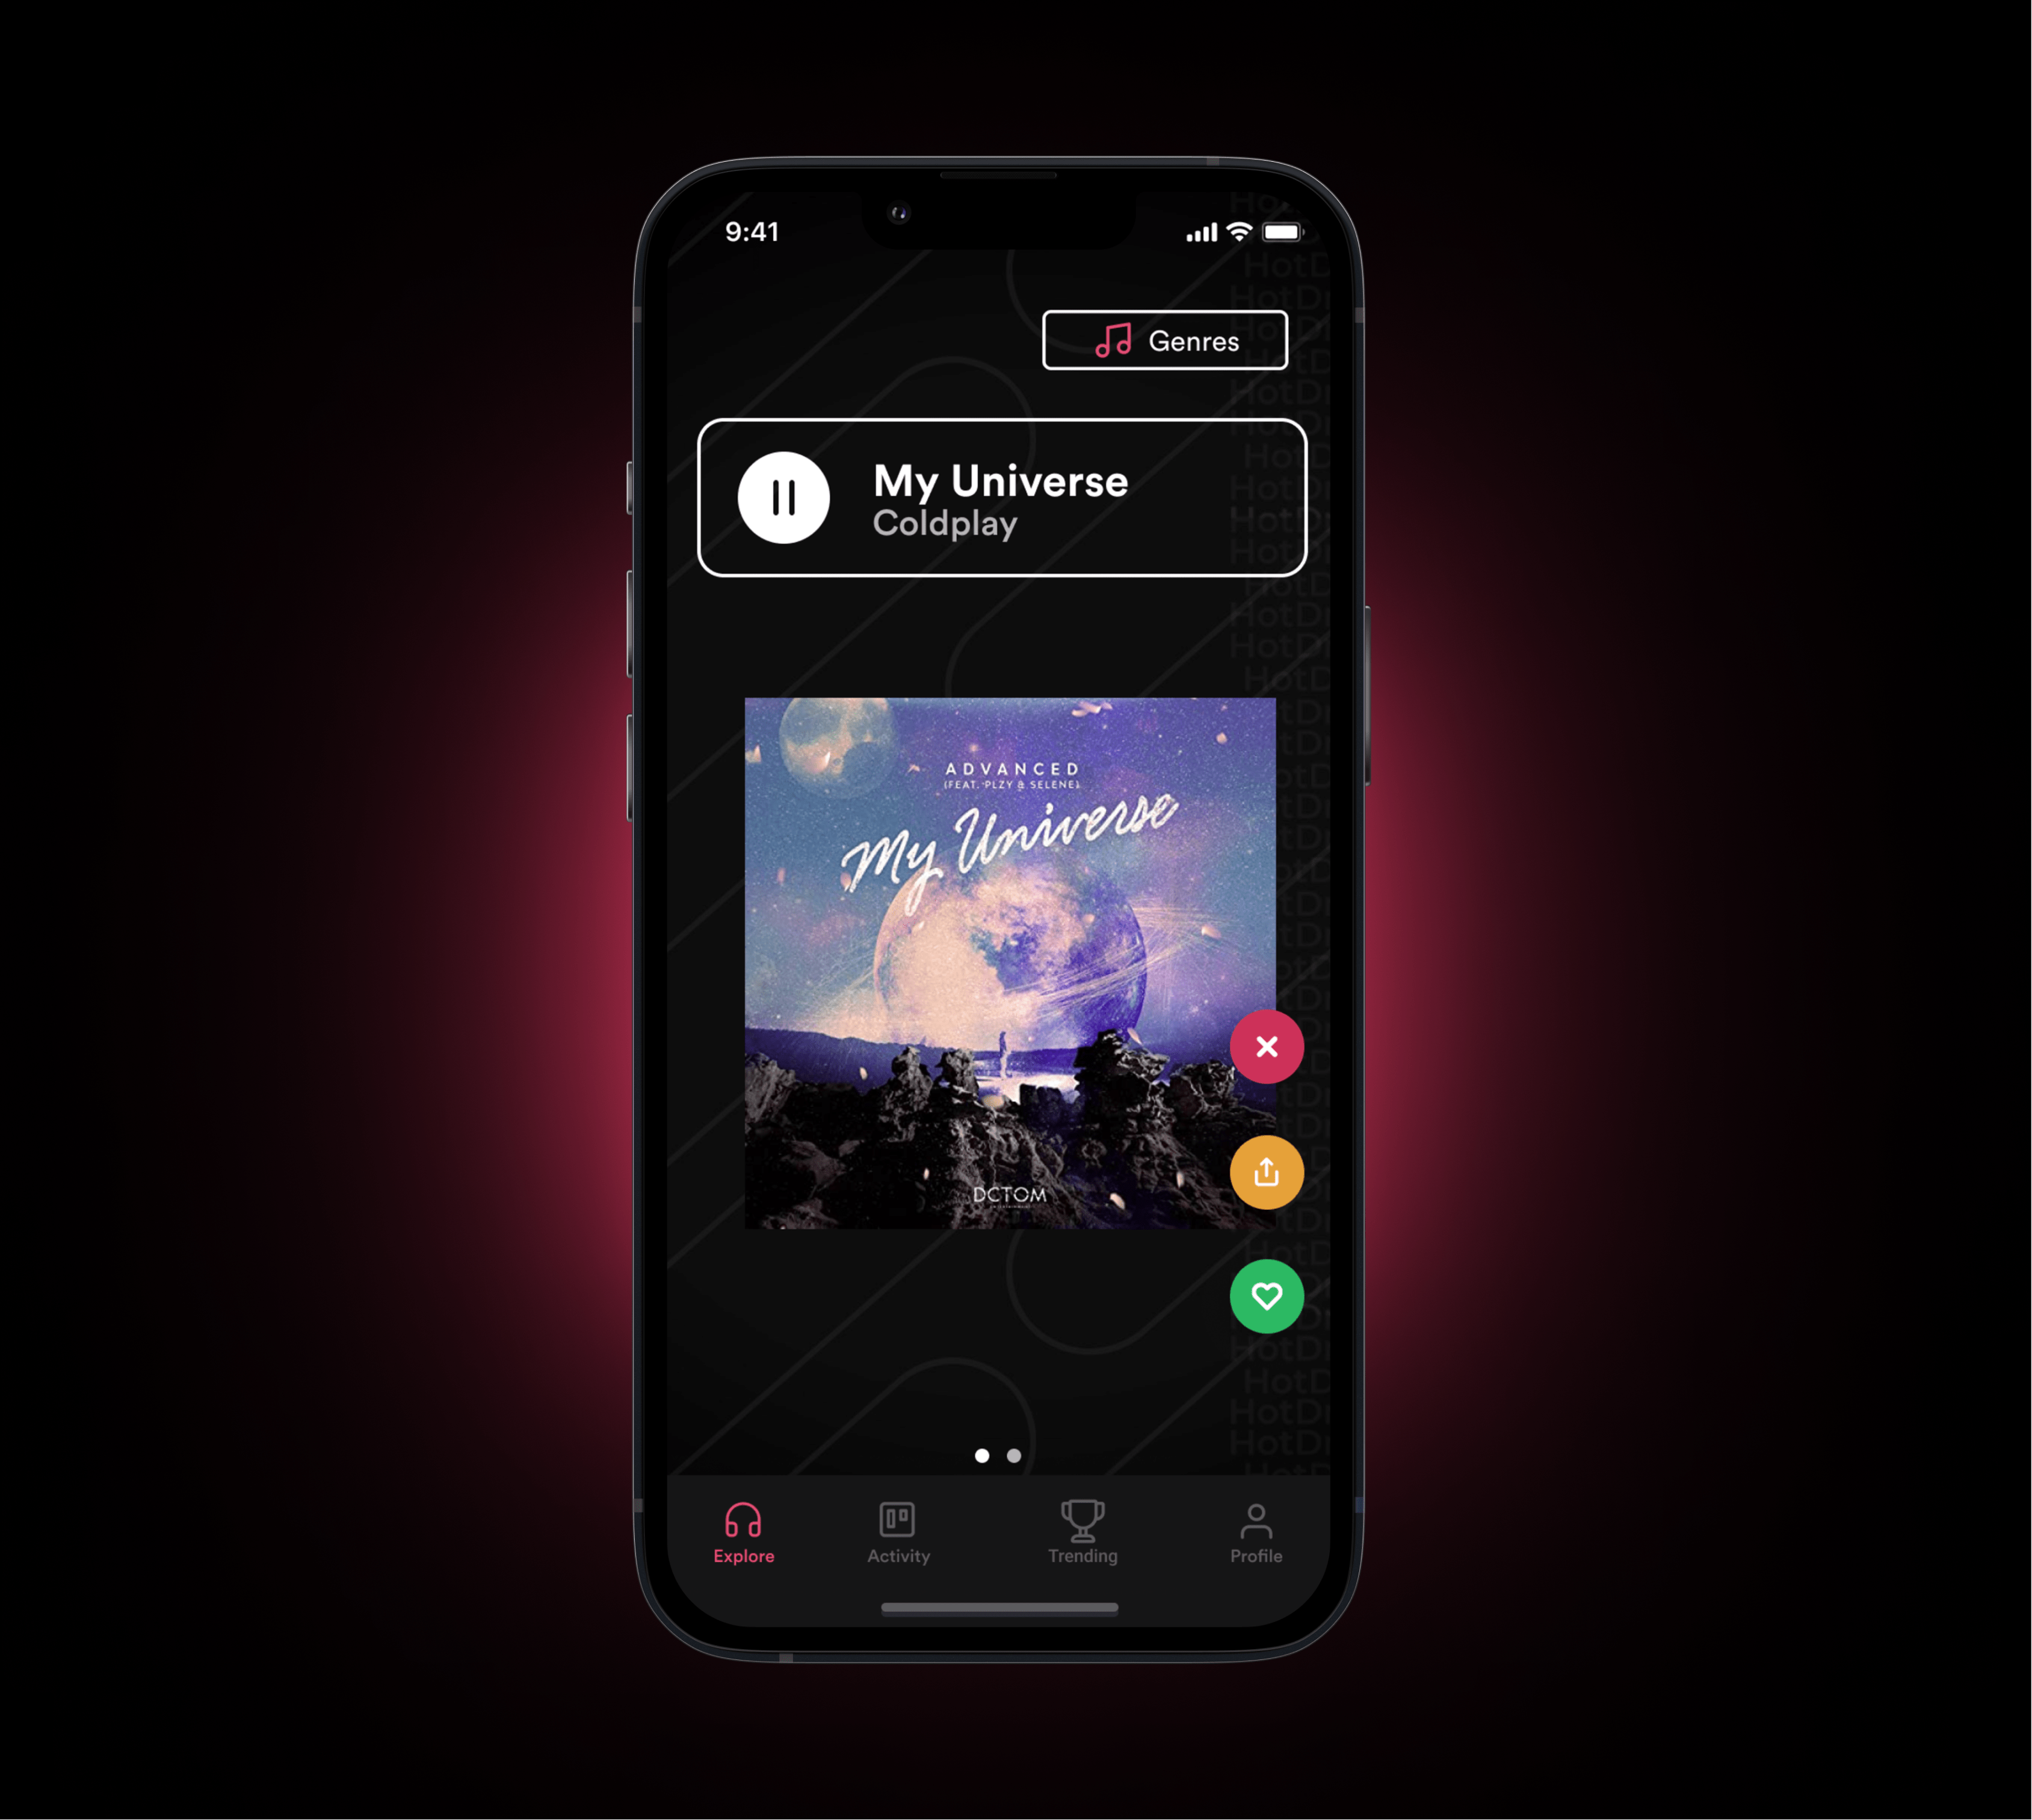 9:41
Genres
My Universe
Coldplay
ADVANCED
(FEAT. PLZY & SELENE)
My Universe
DCTOM
Explore
Activity
Trending
Profile